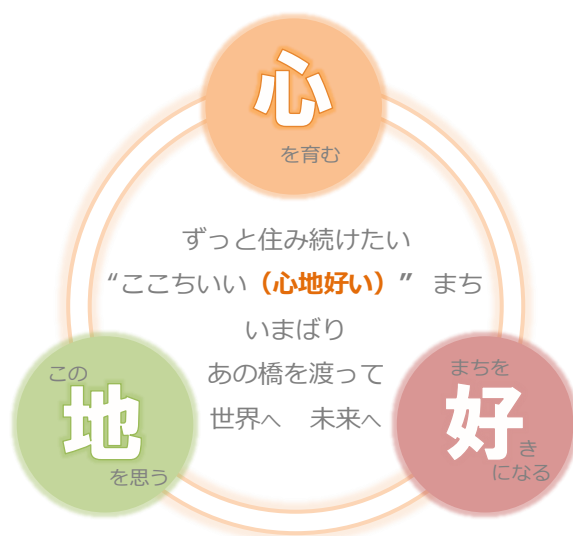 心
を育む
ずっと住み続けたい
“ここちいい（心地好い）” まち
いまばり
あの橋を渡って
世界へ　未来へ
この
地
を思う
まちを
好き
になる